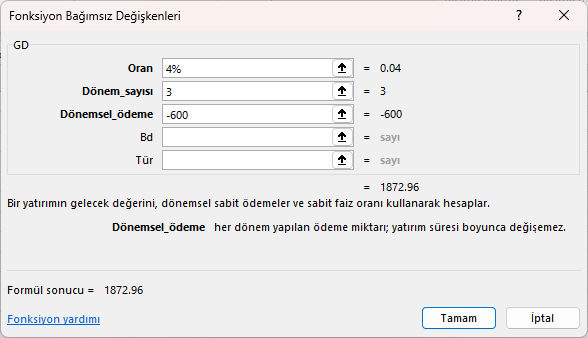 Fonksiyon Bağımsız Değişkenleri ? ×
GD
Oran 4% = 0.04
Dönem_sayısı 3 = 3
Dönemsel_ödeme -600 = -600
Bd = sayı
Tür = sayı
= 1872.96
Bir yatırımın gelecek değerini, dönemsel sabit ödemeler ve sabit faiz oranı kullanarak hesaplar.
Dönemsel_ödeme her dönem yapılan ödeme miktarı; yatırım süresi boyunca değişemez.
Formül sonucu = 1872.96
Fonksiyon yardımı Tamam İptal